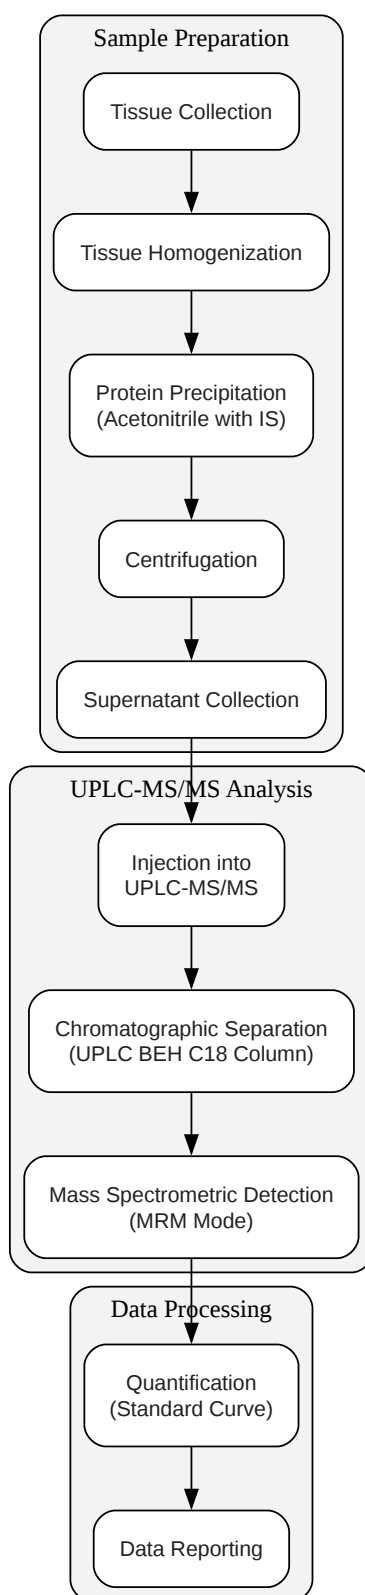 Sample Preparation
Tissue Collection
Tissue Homogenization
Protein Precipitation
(Acetonitrile with IS)
Centrifugation
Supernatant Collection
UPLC-MS/MS Analysis
Injection into
UPLC-MS/MS
Chromatographic Separation
(UPLC BEH C18 Column)
Mass Spectrometric Detection
(MRM Mode)
Data Processing
Quantification
(Standard Curve)
Data Reporting